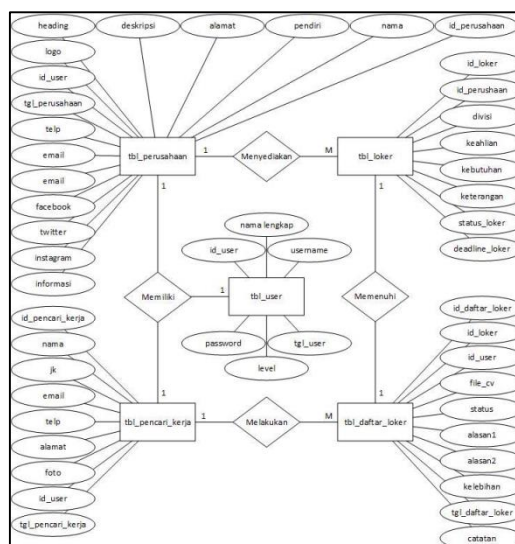 heading
deskripsi
alamat
pendiri
nama
id_perusahaan
logo
id_user
tgl_perusahaan
telp
email
email
facebook
twitter
instagram
informasi
tbl_perusahaan
1
Menyediakan
M
tbl_loker
id_loker
id_perushaan
divisi
keahlian
kebutuhan
keterangan
status_loker
deadline_loker
1
1
nama lengkap
id_user
username
Memiliki
1
tbl_user
Memenuhi
password
tgl_user
level
id_pencari_kerja
nama
jk
email
telp
alamat
foto
id_user
tgl_pencari_kerja
1
1
tbl_pencari_kerja
1
Melakukan
M
tbl_daftar_loker
id_daftar_loker
id_loker
id_user
file_cv
status
alasan1
alasan2
kelebihan
tgl_daftar_loker
catatan